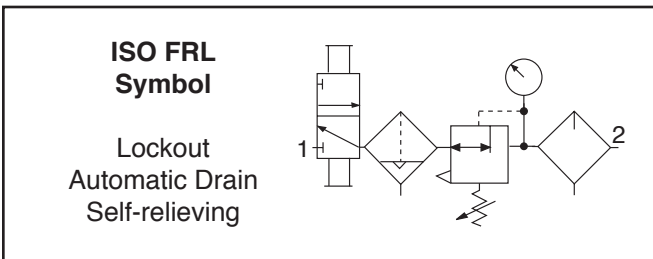 ISO FRL
Symbol
Lockout
Automatic Drain
Self-relieving
1
2